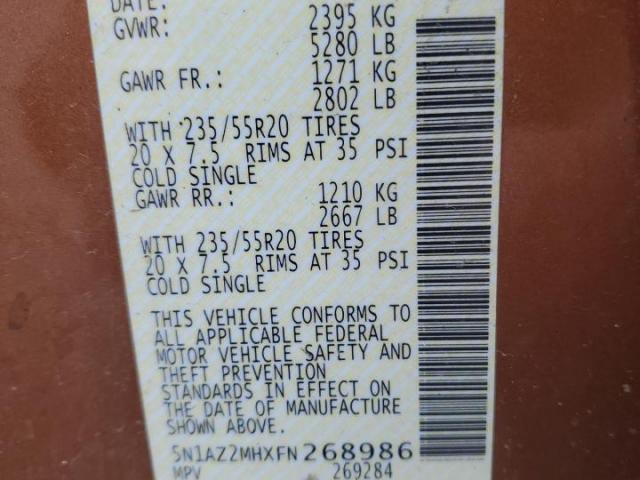 DATE:
GVWR: 2395 KG
5280 LB
GAWR FR.: 1271 KG
2802 LB
WITH 235/55R20 TIRES
20 X 7.5 RIMS AT 35 PSI
COLD SINGLE
GAWR RR.: 1210 KG
2667 LB
WITH 235/55R20 TIRES
20 X 7.5 RIMS AT 35 PSI
COLD SINGLE
THIS VEHICLE CONFORMS TO
ALL APPLICABLE FEDERAL
MOTOR VEHICLE SAFETY AND
THEFT PREVENTION
STANDARDS IN EFFECT ON
THE DATE OF MANUFACTURE
SHOWN ABOVE.
5N1AZ2MHXFN268986
MPV 269284